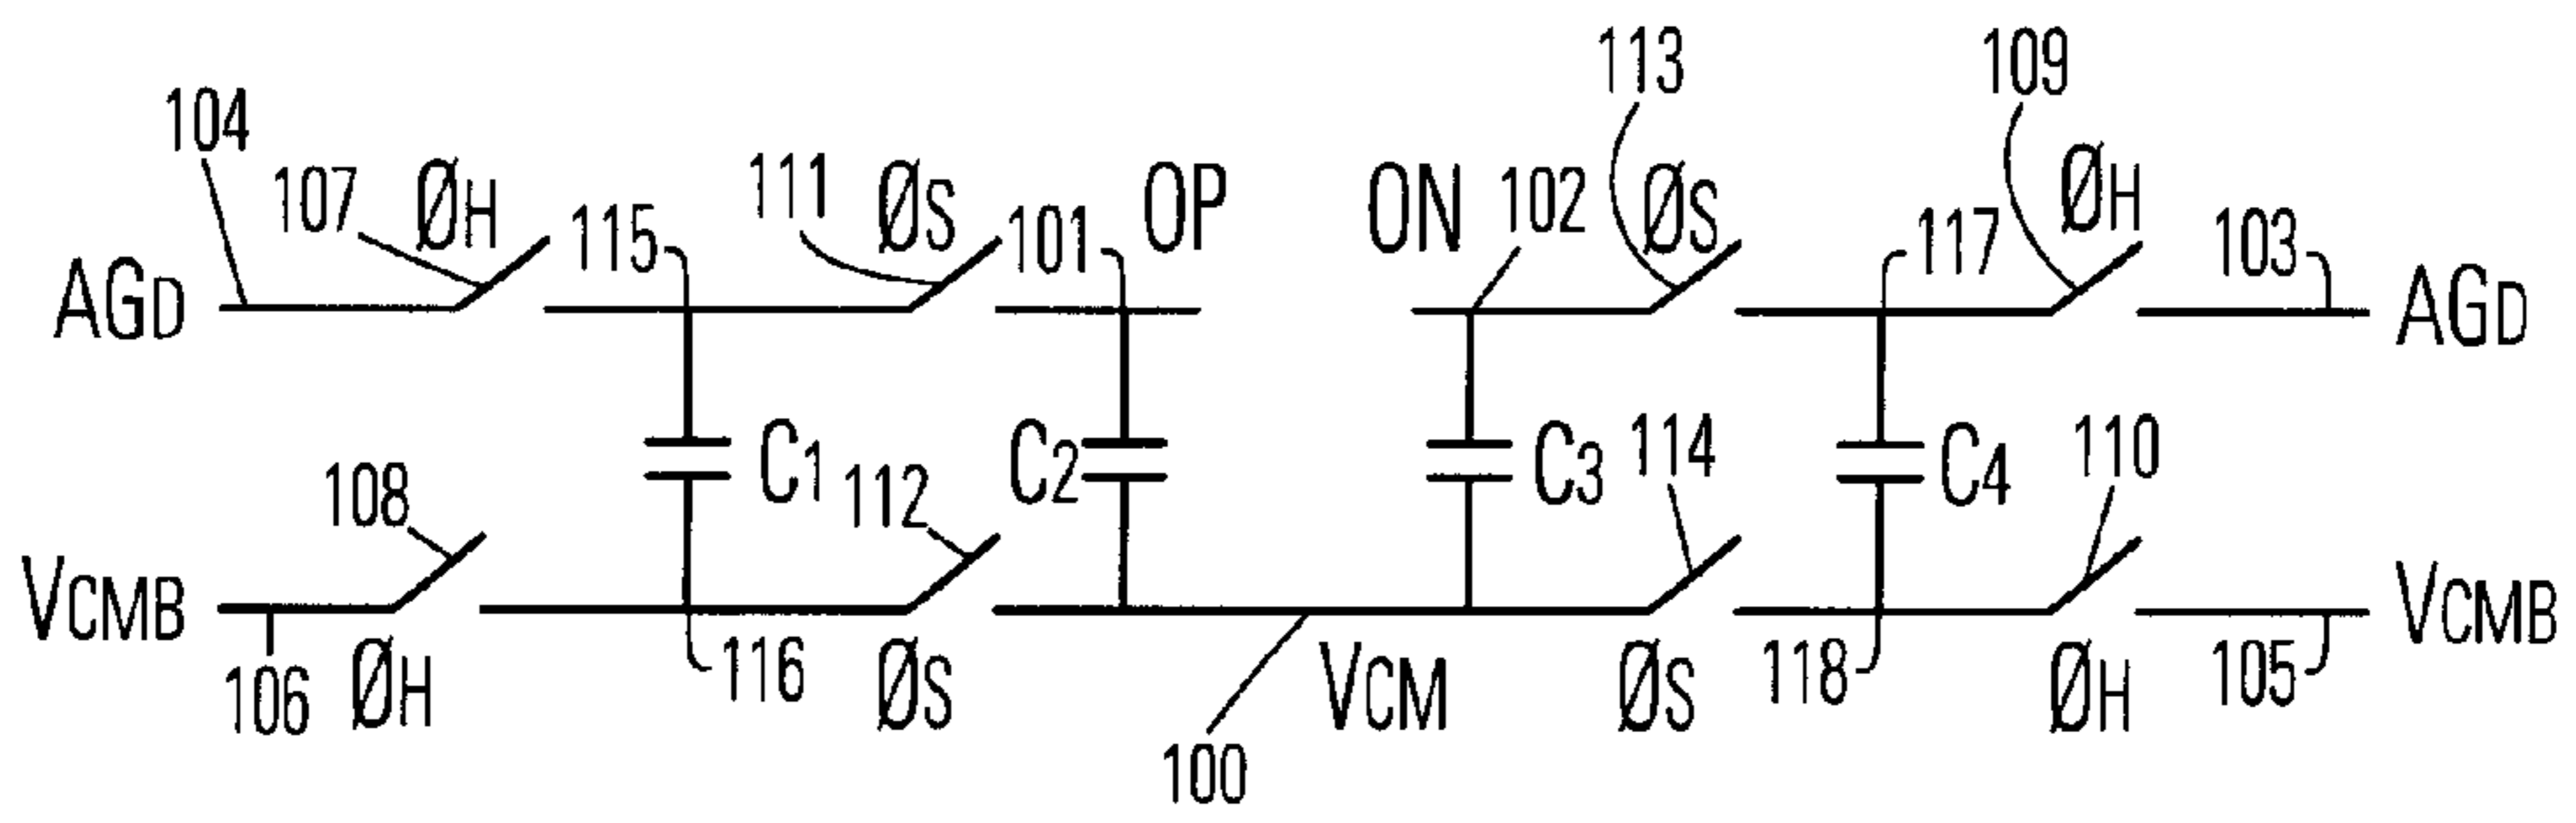 113 109
104 107 ØH 111 ØS 101 OP ON 102 ØS 117 ØH 103
115
AGD AGD
C1 C2 C3 114 C4 110
108 112
VCMB VCMB
106 ØH 116 ØS VCM ØS 118 ØH 105
100